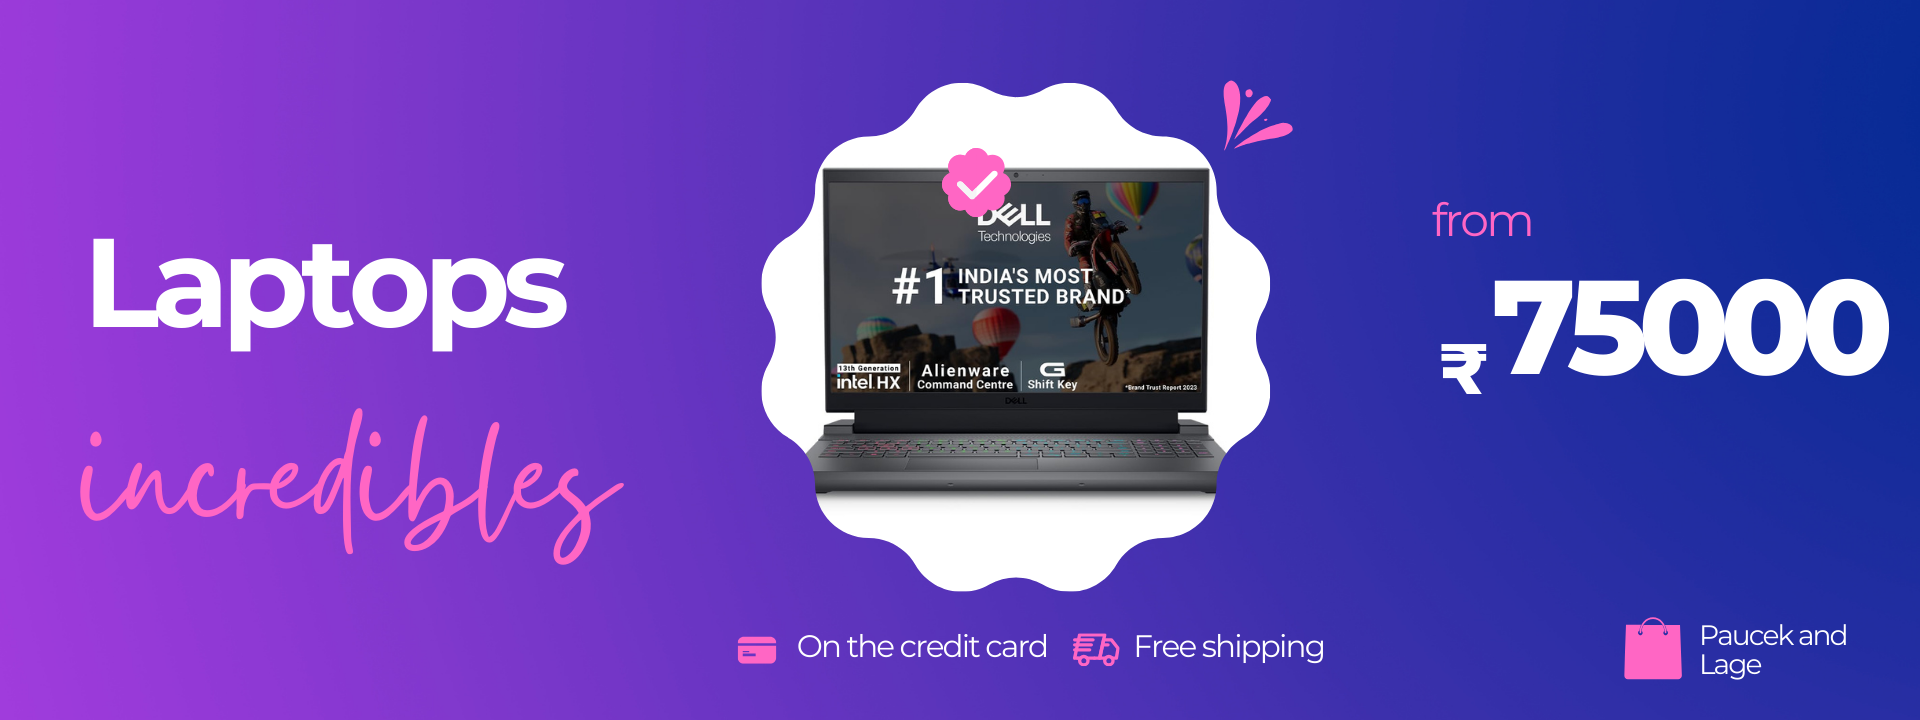 Laptops
incredibles
DELL
Technologies
#1 INDIA'S MOST
TRUSTED BRAND*
13th Generation
intel HX
Alienware
Command Centre
G
Shift Key
*Brand Trust Report 2023
DELL
from
₹ 75000
On the credit card
Free shipping
Paucek and
Lage